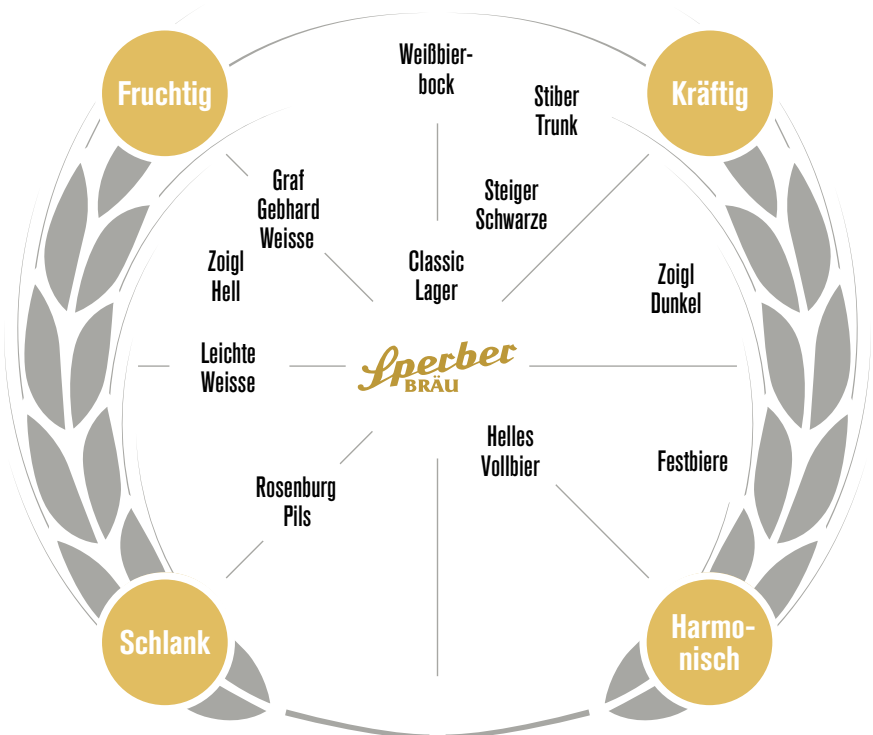 Weißbier-
bock
Fruchtig
Kräftig
Stiber
Trunk
Graf
Gebhard
Weisse
Steiger
Schwarze
Zoigl
Hell
Classic
Lager
Zoigl
Dunkel
Leichte
Weisse
Sperber
BRÄU
Helles
Vollbier
Festbiere
Rosenburg
Pils
Schlank
Harmo-
nisch